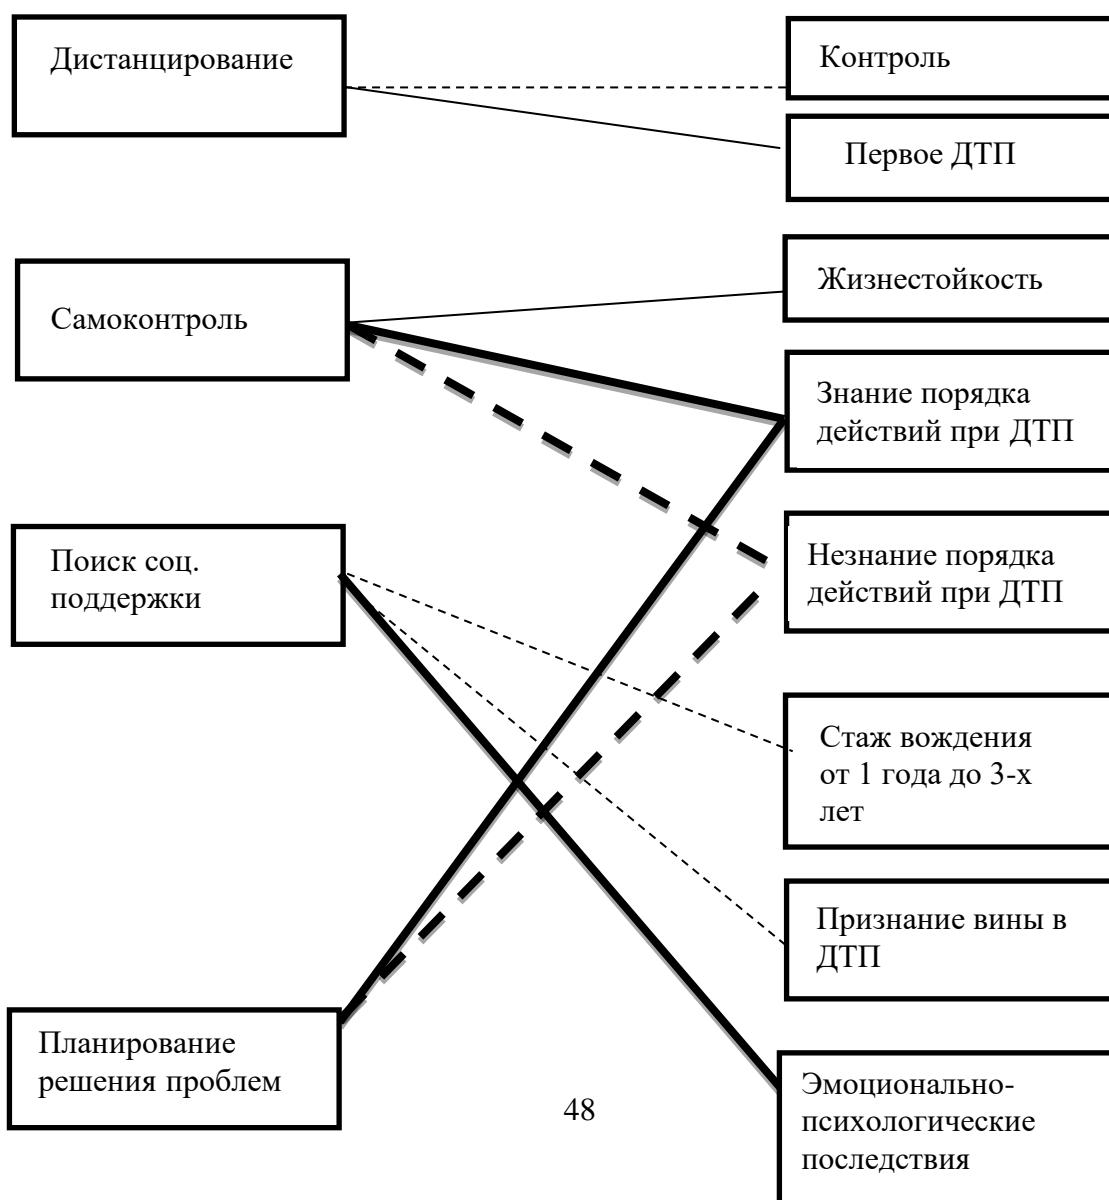 Дистанцирование
Контроль
Первое ДТП
Самоконтроль
Жизнестойкость
Знание порядка
действий при ДТП
Поиск соц.
поддержки
Незнание порядка
действий при ДТП
Стаж вождения
от 1 года до 3-х
лет
Признание вины в
ДТП
Планирование
решения проблем
Эмоционально-
психологические
последствия
48